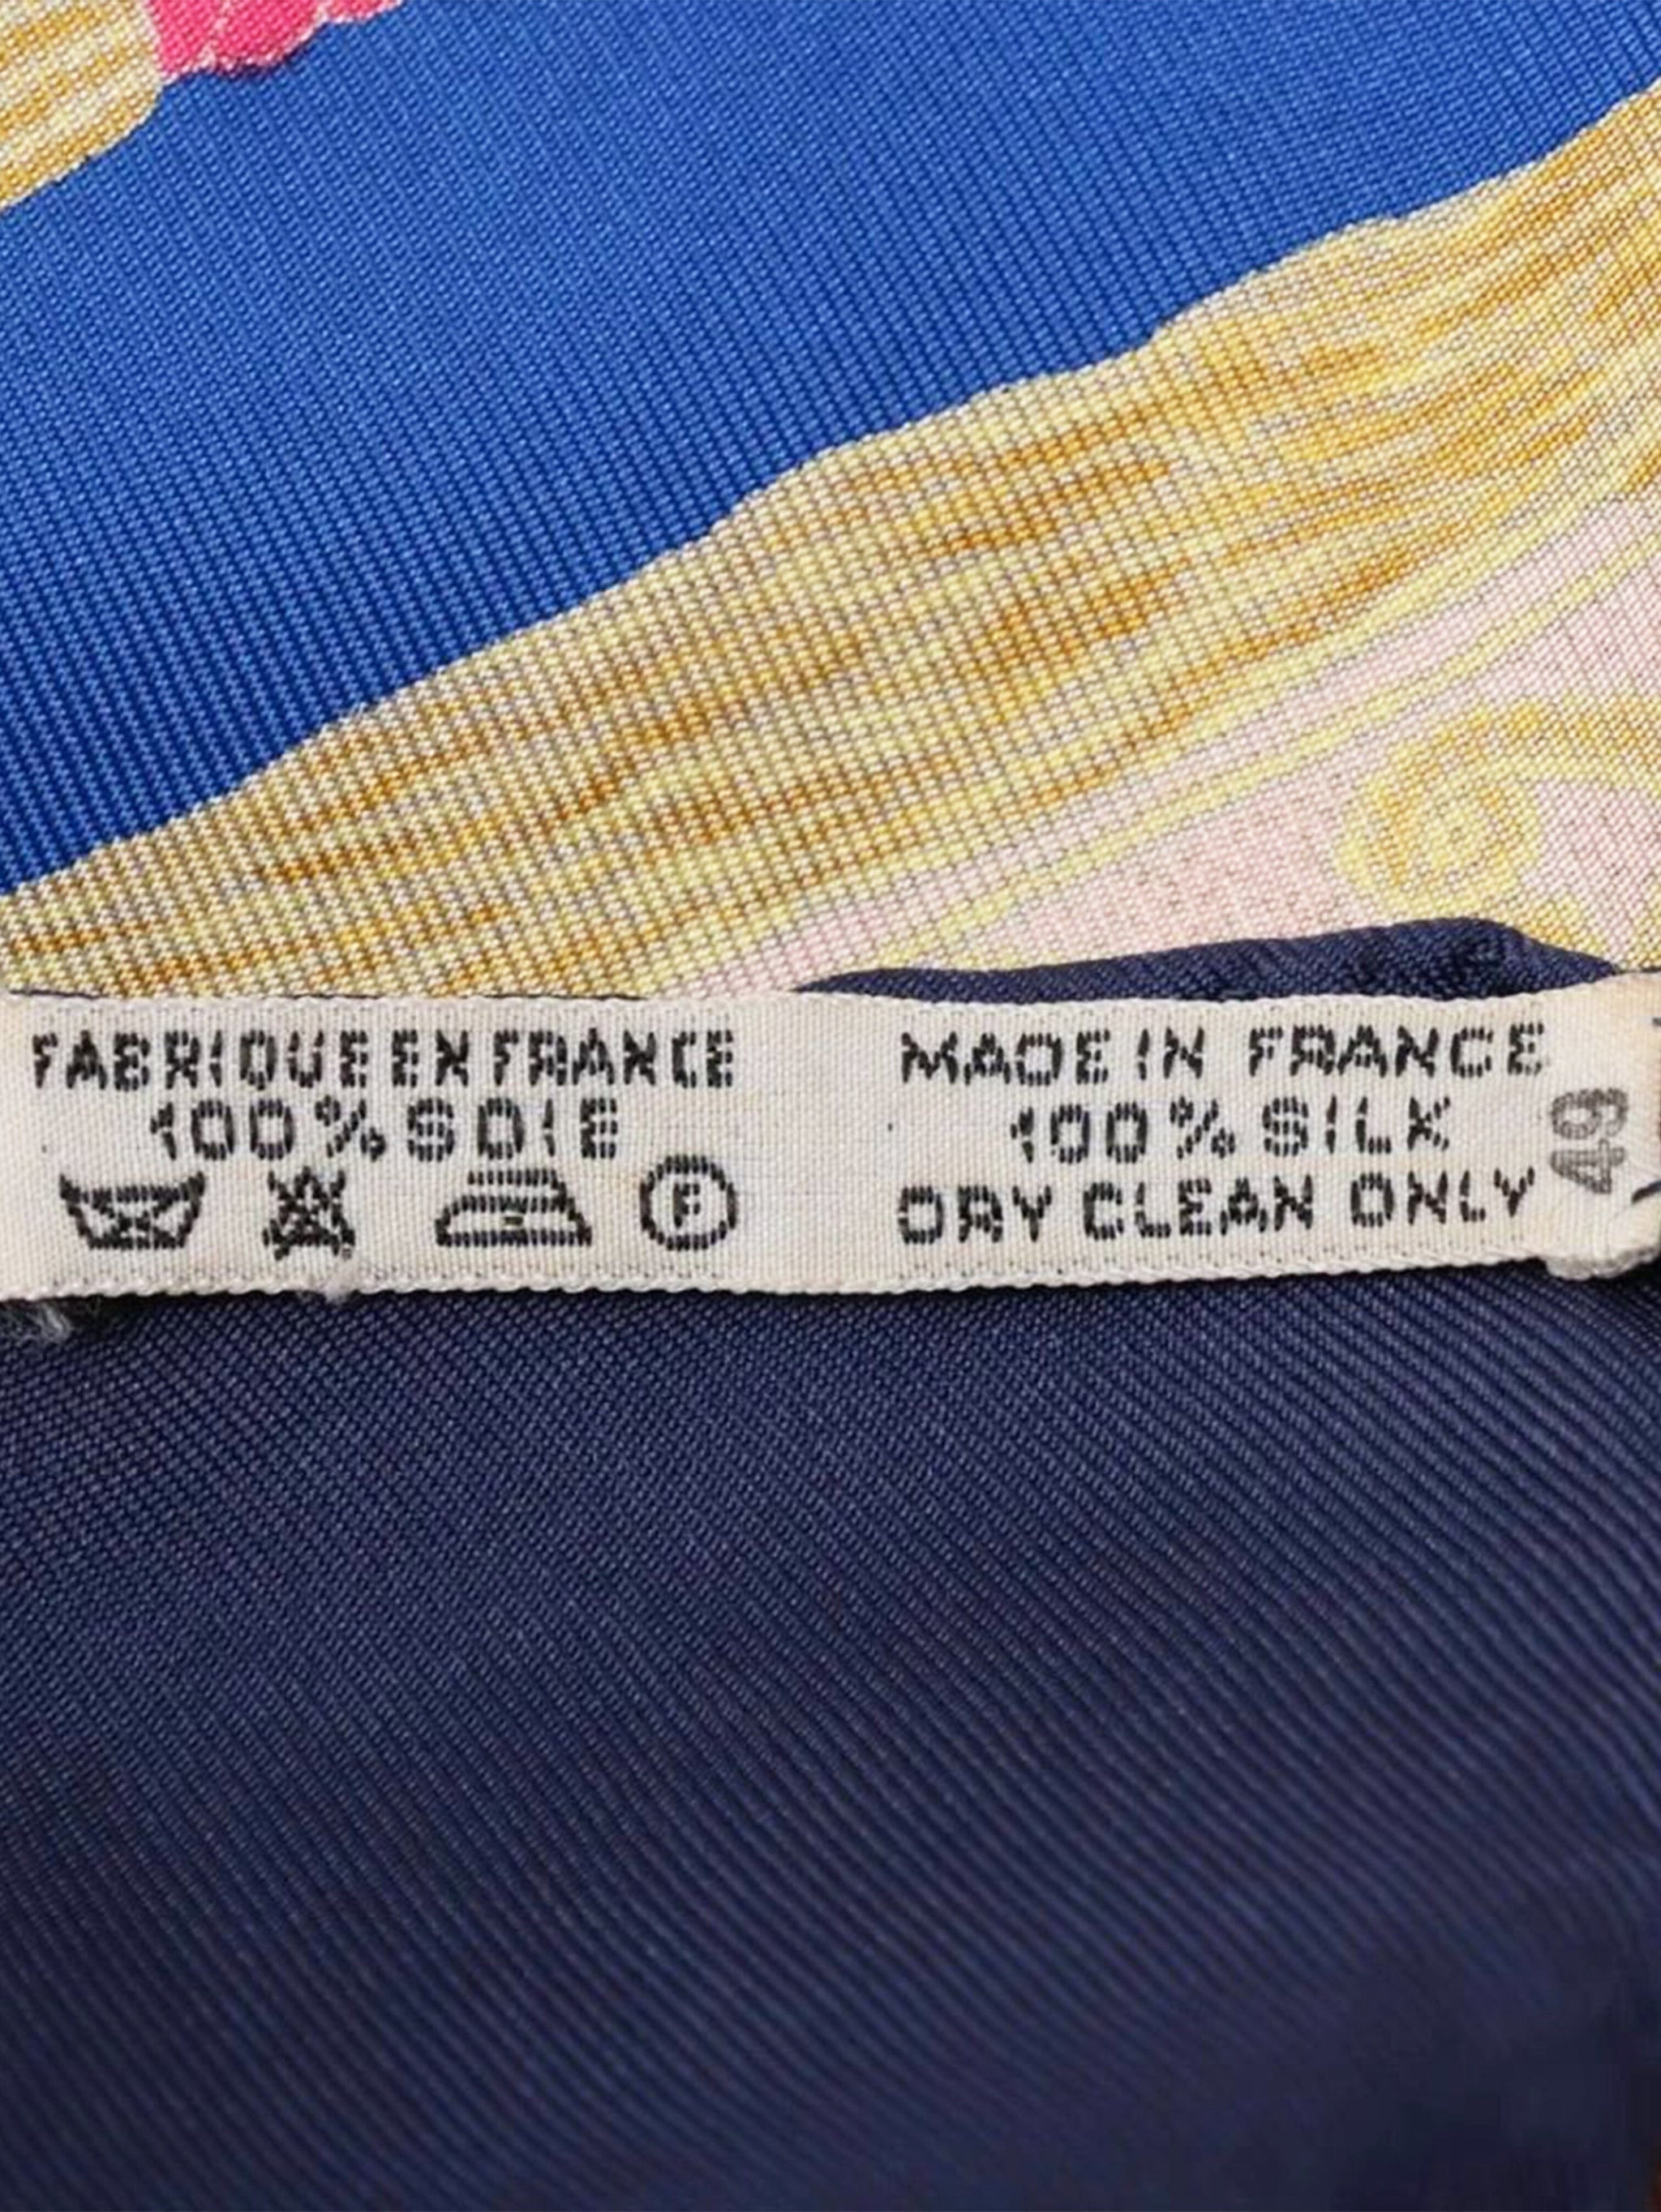 FABRIQUE EN FRANCE
100% SOIE
F
MADE IN FRANCE
100% SILK
DRY CLEAN ONLY
49